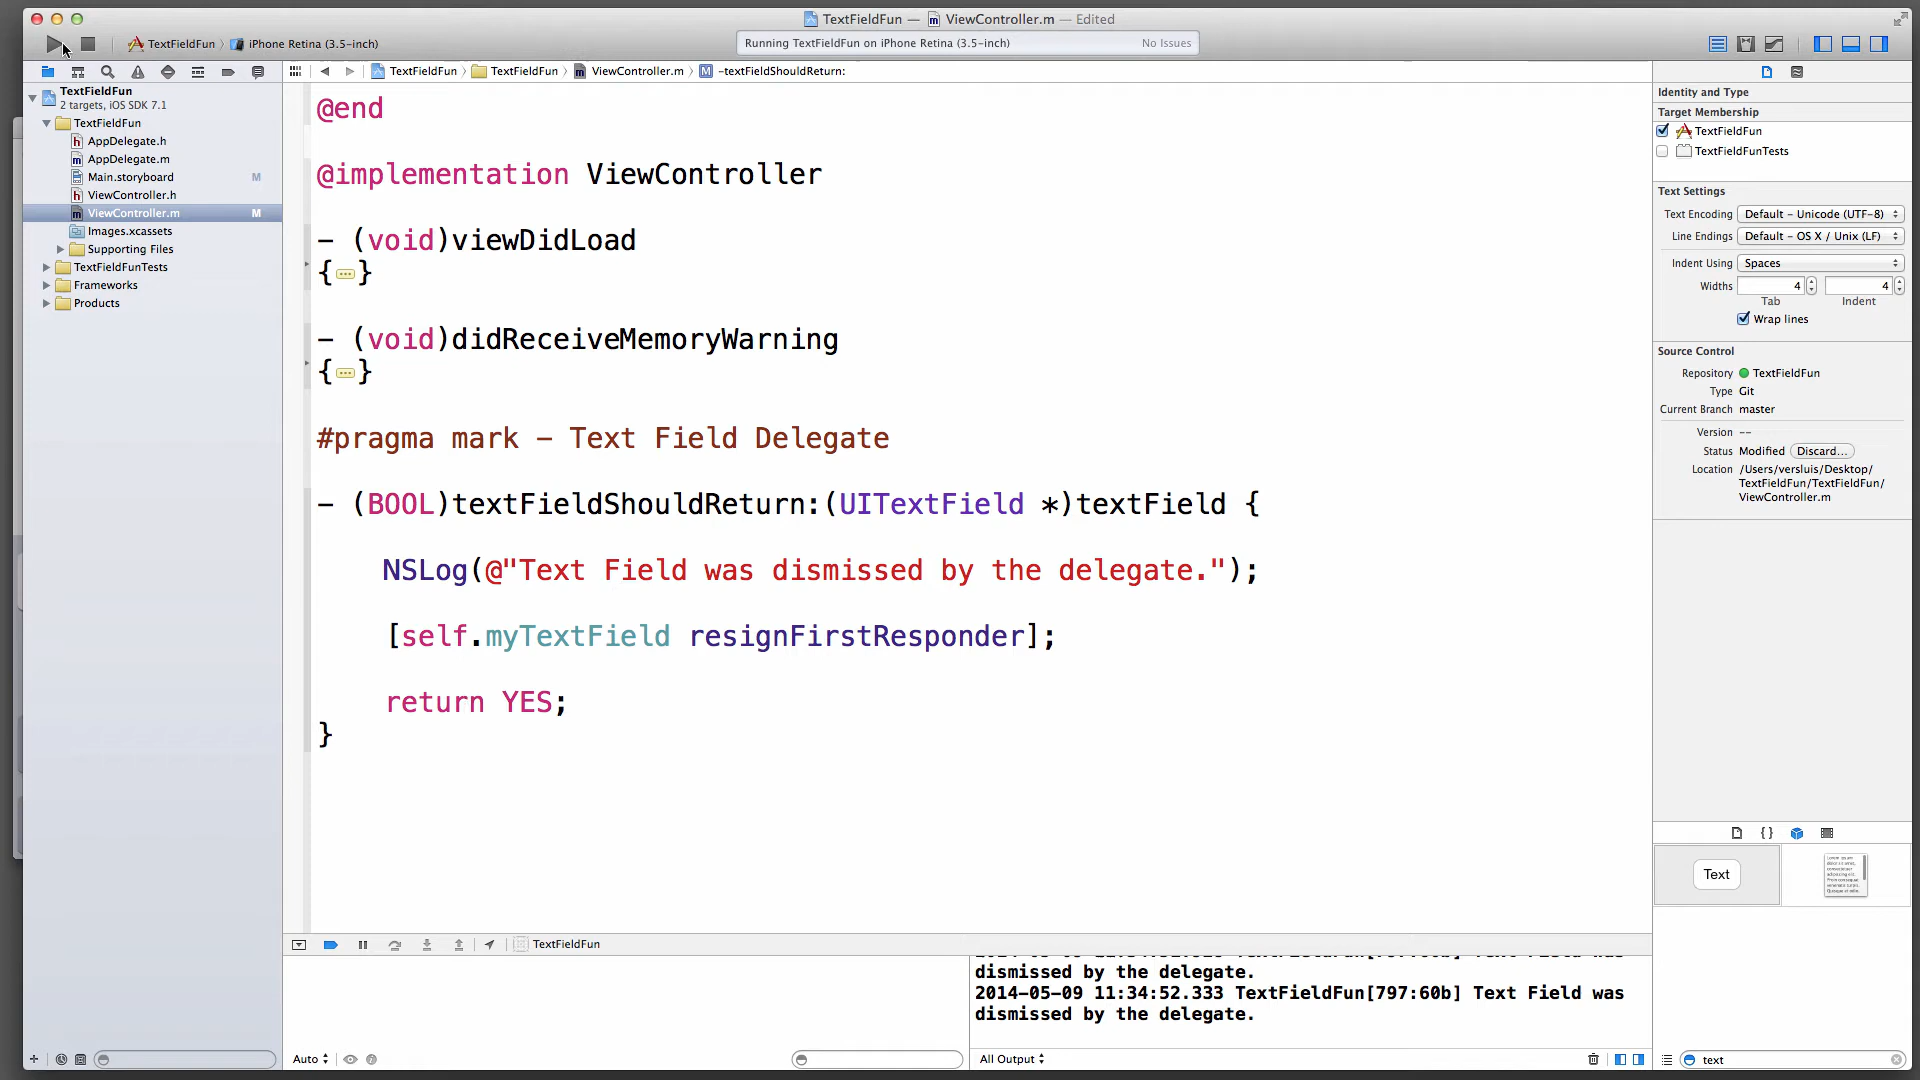 TextFieldFun — ViewController.m — Edited
TextFieldFun 〉 iPhone Retina (3.5-inch)
Running TextFieldFun on iPhone Retina (3.5-inch) No Issues
TextFieldFun 〉 TextFieldFun 〉 ViewController.m 〉 M -textFieldShouldReturn:
TextFieldFun
2 targets, iOS SDK 7.1
TextFieldFun
AppDelegate.h
AppDelegate.m
Main.storyboard M
ViewController.h
ViewController.m M
Images.xcassets
Supporting Files
TextFieldFunTests
Frameworks
Products
@end
@implementation ViewController
- (void)viewDidLoad
{...}
- (void)didReceiveMemoryWarning
{...}
#pragma mark - Text Field Delegate
- (BOOL)textFieldShouldReturn:(UITextField *)textField {
NSLog(@"Text Field was dismissed by the delegate.");
[self.myTextField resignFirstResponder];
return YES;
}
Identity and Type
Target Membership
TextFieldFun
TextFieldFunTests
Text Settings
Text Encoding Default - Unicode (UTF-8)
Line Endings Default - OS X / Unix (LF)
Indent Using Spaces
Widths 4 4
Tab Indent
Wrap lines
Source Control
Repository TextFieldFun
Type Git
Current Branch master
Version --
Status Modified Discard...
Location /Users/versluis/Desktop/
TextFieldFun/TextFieldFun/
ViewController.m
{ }
Text
TextFieldFun
dismissed by the delegate.
2014-05-09 11:34:52.333 TextFieldFun[797:60b] Text Field was
dismissed by the delegate.
Auto
All Output
text